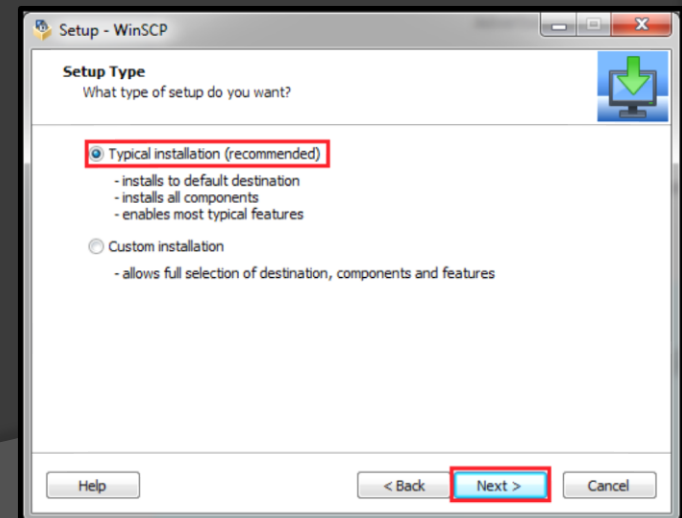 Setup - WinSCP
Setup Type
What type of setup do you want?
Typical installation (recommended)
- installs to default destination
- installs all components
- enables most typical features
Custom installation
- allows full selection of destination, components and features
Help
< Back
Next >
Cancel